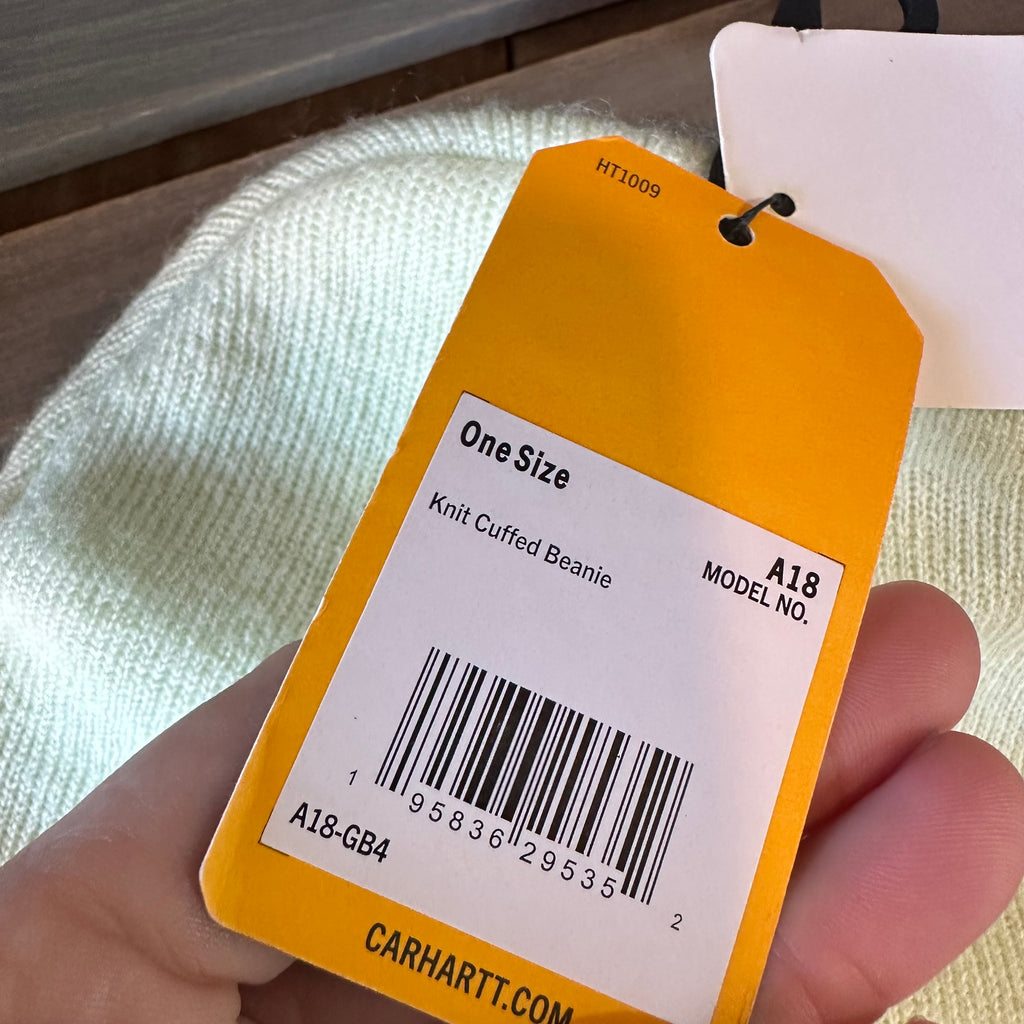 HT1009
One Size
Knit Cuffed Beanie
A18
MODEL NO.
1 95836 29535 2
A18-GB4
CARHARTT.COM